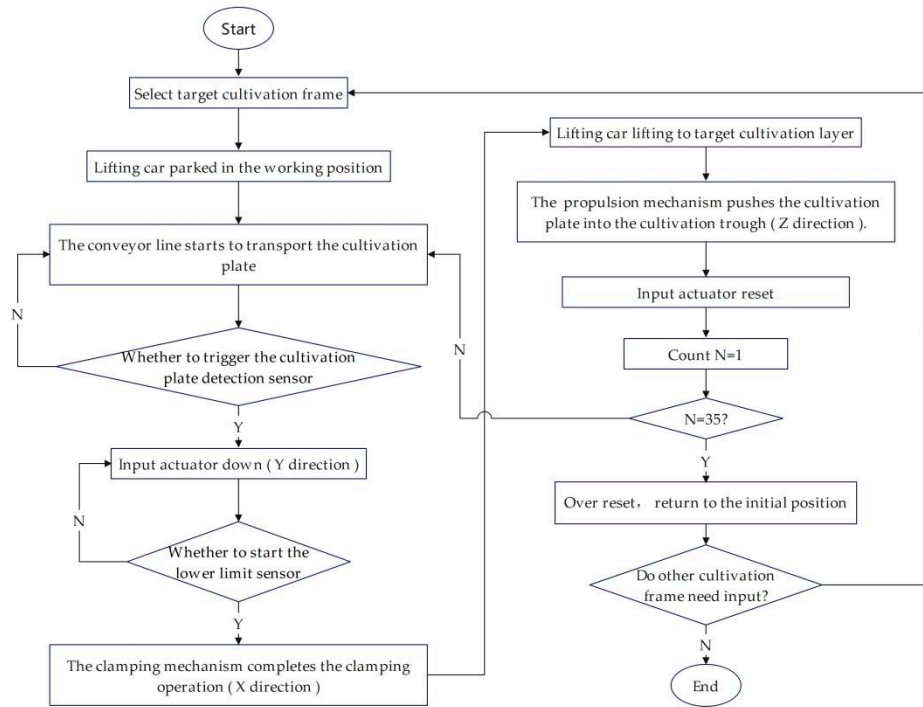 Start
Select target cultivation frame
Lifting car parked in the working position
The conveyor line starts to transport the cultivation
plate
N
Whether to trigger the cultivation
plate detection sensor
Y
Input actuator down ( Y direction )
N
Whether to start the
lower limit sensor
Y
The clamping mechanism completes the clamping
operation ( X direction )
Lifting car lifting to target cultivation layer
The propulsion mechanism pushes the cultivation
plate into the cultivation trough ( Z direction ).
Input actuator reset
Count N=1
N
N=35?
Y
Over reset， return to the initial position
Do other cultivation
frame need input?
N
End